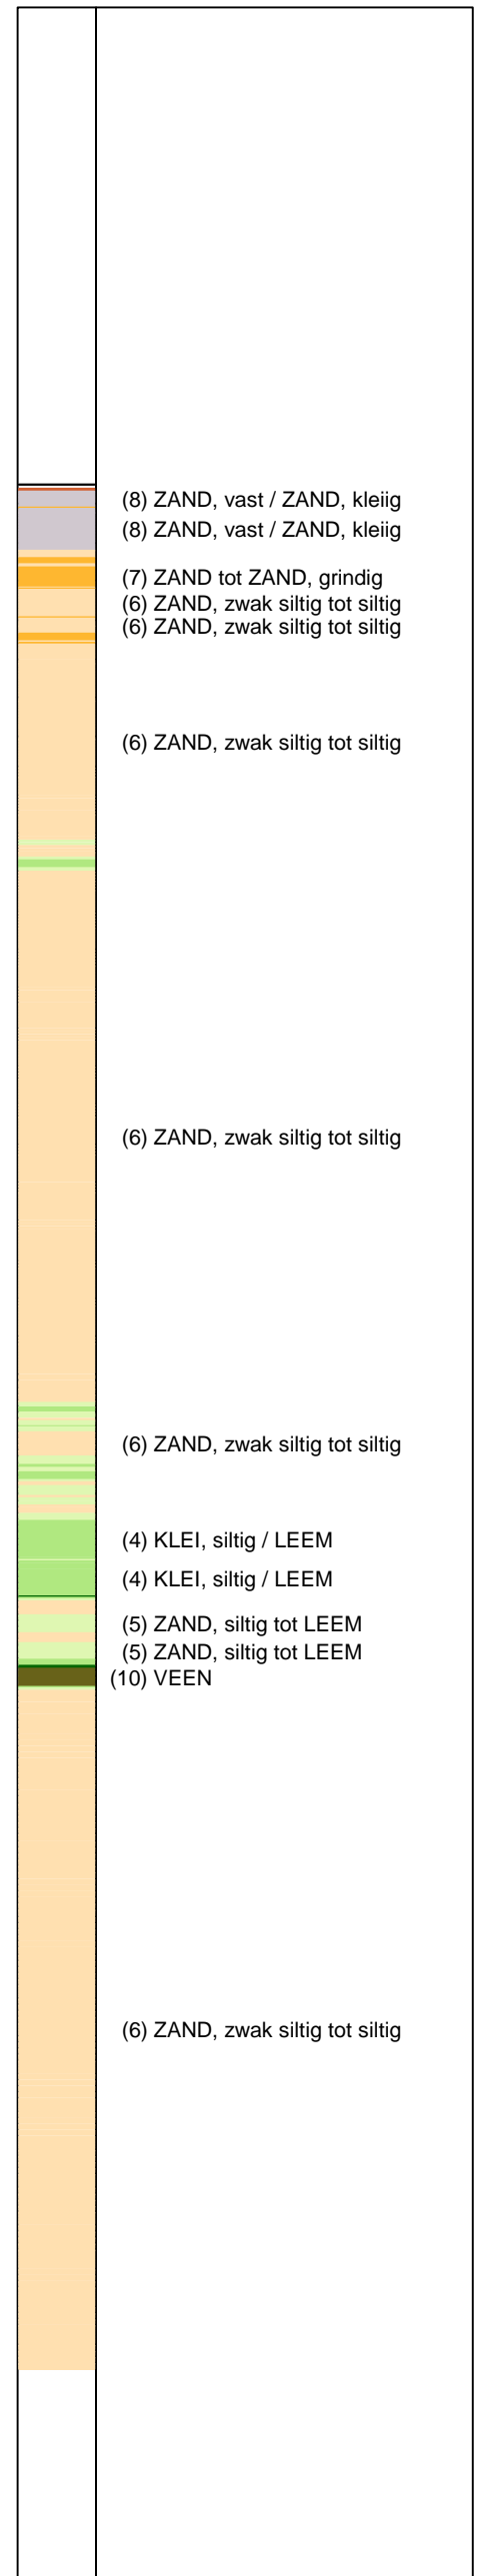 (8) ZAND, vast / ZAND, kleiig
(8) ZAND, vast / ZAND, kleiig
(7) ZAND tot ZAND, grindig
(6) ZAND, zwak siltig tot siltig
(6) ZAND, zwak siltig tot siltig
(6) ZAND, zwak siltig tot siltig
(6) ZAND, zwak siltig tot siltig
(6) ZAND, zwak siltig tot siltig
(4) KLEI, siltig / LEEM
(4) KLEI, siltig / LEEM
(5) ZAND, siltig tot LEEM
(5) ZAND, siltig tot LEEM
(10) VEEN
(6) ZAND, zwak siltig tot siltig